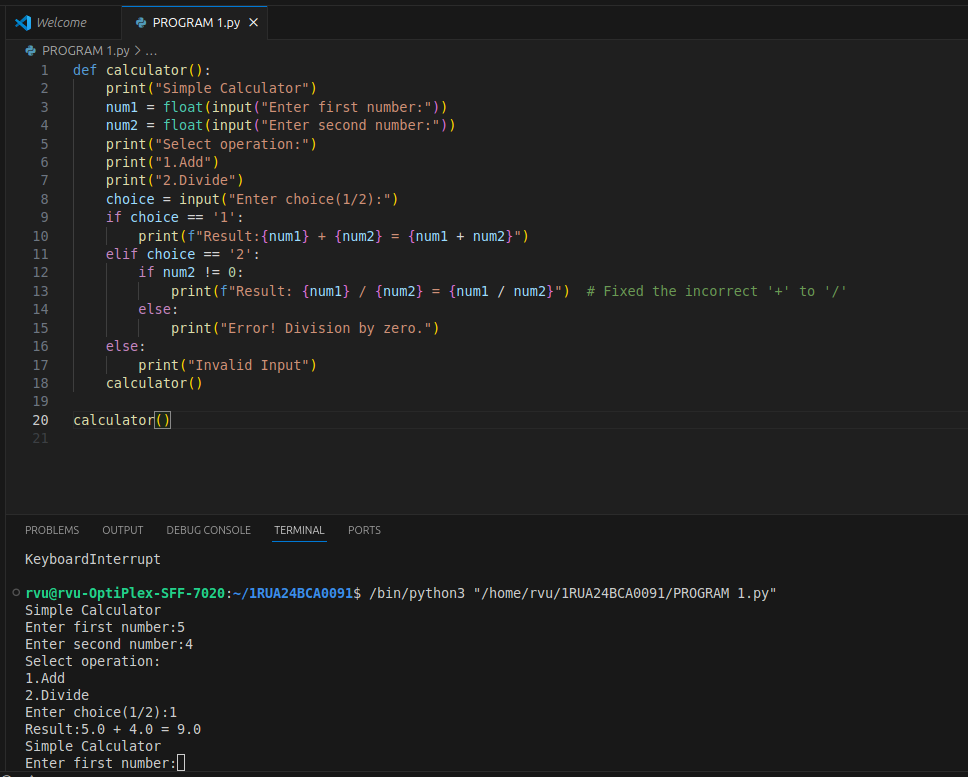 Welcome
PROGRAM 1.py
PROGRAM 1.py > ...
1 def calculator():
2     print("Simple Calculator")
3     num1 = float(input("Enter first number:"))
4     num2 = float(input("Enter second number:"))
5     print("Select operation:")
6     print("1.Add")
7     print("2.Divide")
8     choice = input("Enter choice(1/2):")
9     if choice == '1':
10         print(f"Result:{num1} + {num2} = {num1 + num2}")
11     elif choice == '2':
12         if num2 != 0:
13             print(f"Result: {num1} / {num2} = {num1 / num2}")  # Fixed the incorrect '+' to '/'
14         else:
15             print("Error! Division by zero.")
16     else:
17         print("Invalid Input")
18     calculator()
19
20 calculator()
21
PROBLEMS OUTPUT DEBUG CONSOLE TERMINAL PORTS
KeyboardInterrupt
rvu@rvu-OptiPlex-SFF-7020:~/1RUA24BCA0091$ /bin/python3 "/home/rvu/1RUA24BCA0091/PROGRAM 1.py"
Simple Calculator
Enter first number:5
Enter second number:4
Select operation:
1.Add
2.Divide
Enter choice(1/2):1
Result:5.0 + 4.0 = 9.0
Simple Calculator
Enter first number: